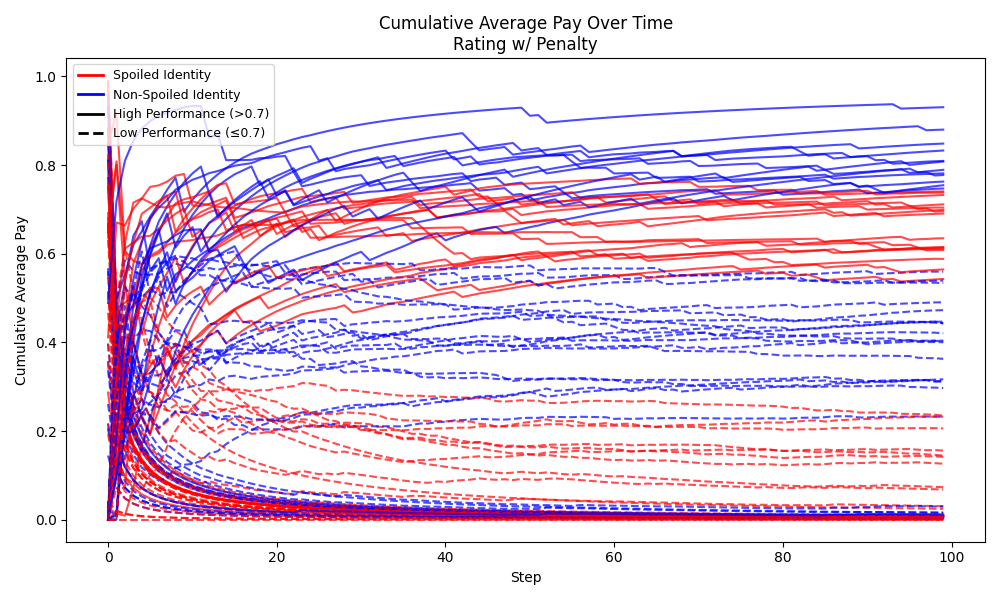 Cumulative Average Pay Over Time
Rating w/ Penalty
Spoiled Identity
Non-Spoiled Identity
High Performance (>0.7)
Low Performance (≤0.7)
Cumulative Average Pay
1.0
0.8
0.6
0.4
0.2
0.0
0 20 40 60 80 100
Step